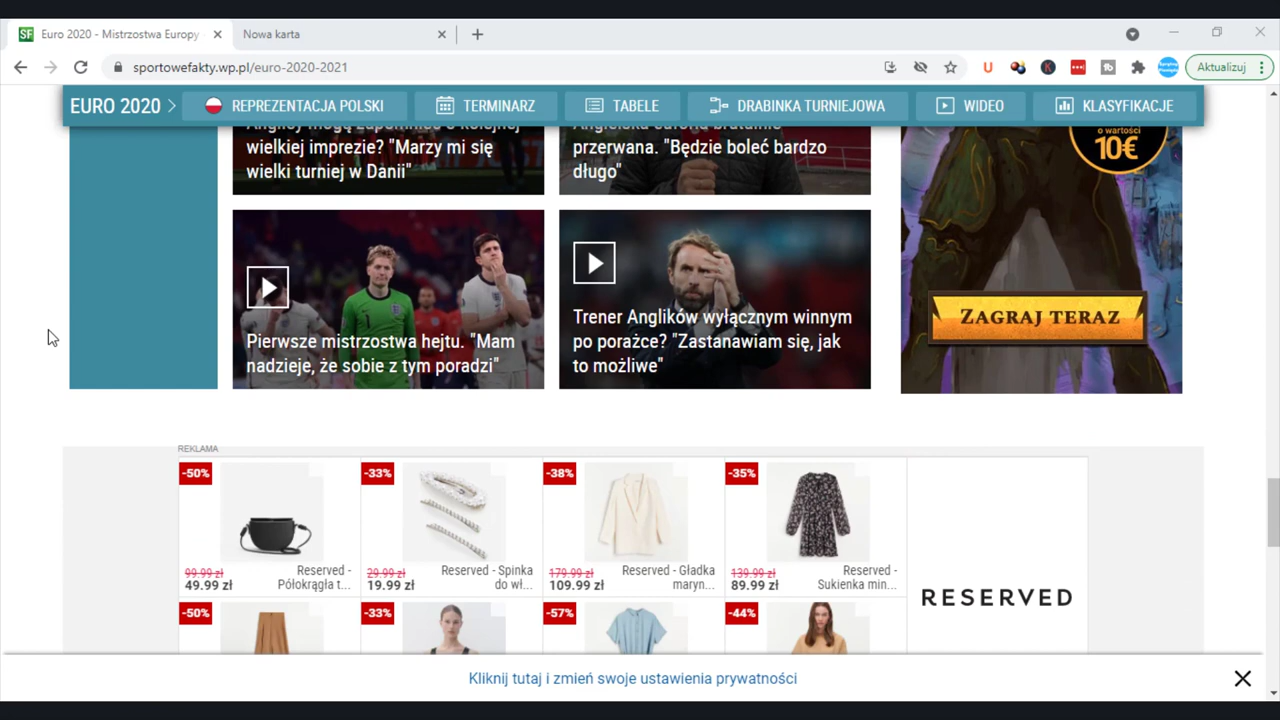 SF Euro 2020 - Mistrzostwa Europy
Nowa karta
sportowefakty.wp.pl/euro-2020-2021
Aktualizuj
EURO 2020
REPREZENTACJA POLSKI
TERMINARZ
TABELE
DRABINKA TURNIEJOWA
WIDEO
KLASYFIKACJE
wielkiej imprezie? "Marzy mi się
wielki turniej w Danii"
przerwana. "Będzie boleć bardzo
długo"
o wartości
10€
Pierwsze mistrzostwa hejtu. "Mam
nadzieję, że sobie z tym poradzi"
Trener Anglików wyłącznym winnym
po porażce? "Zastanawiam się, jak
to możliwe"
ZAGRAJ TERAZ
REKLAMA
-50%
99.99 zł
49.99 zł
Reserved -
Półokrągła t...
-33%
29.99 zł
19.99 zł
Reserved - Spinka
do wł...
-38%
179.99 zł
109.99 zł
Reserved - Gładka
maryn...
-35%
139.99 zł
89.99 zł
Reserved -
Sukienka min...
RESERVED
-50%
-33%
-57%
-44%
Kliknij tutaj i zmień swoje ustawienia prywatności